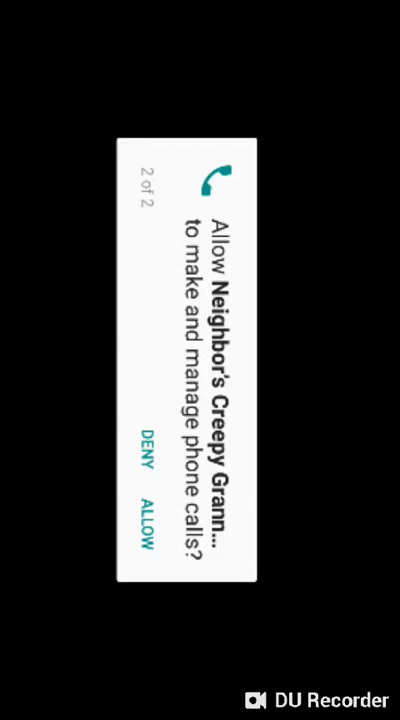 Allow Neighbor's Creepy Grann...
to make and manage phone calls?
2 of 2
DENY ALLOW
DU Recorder